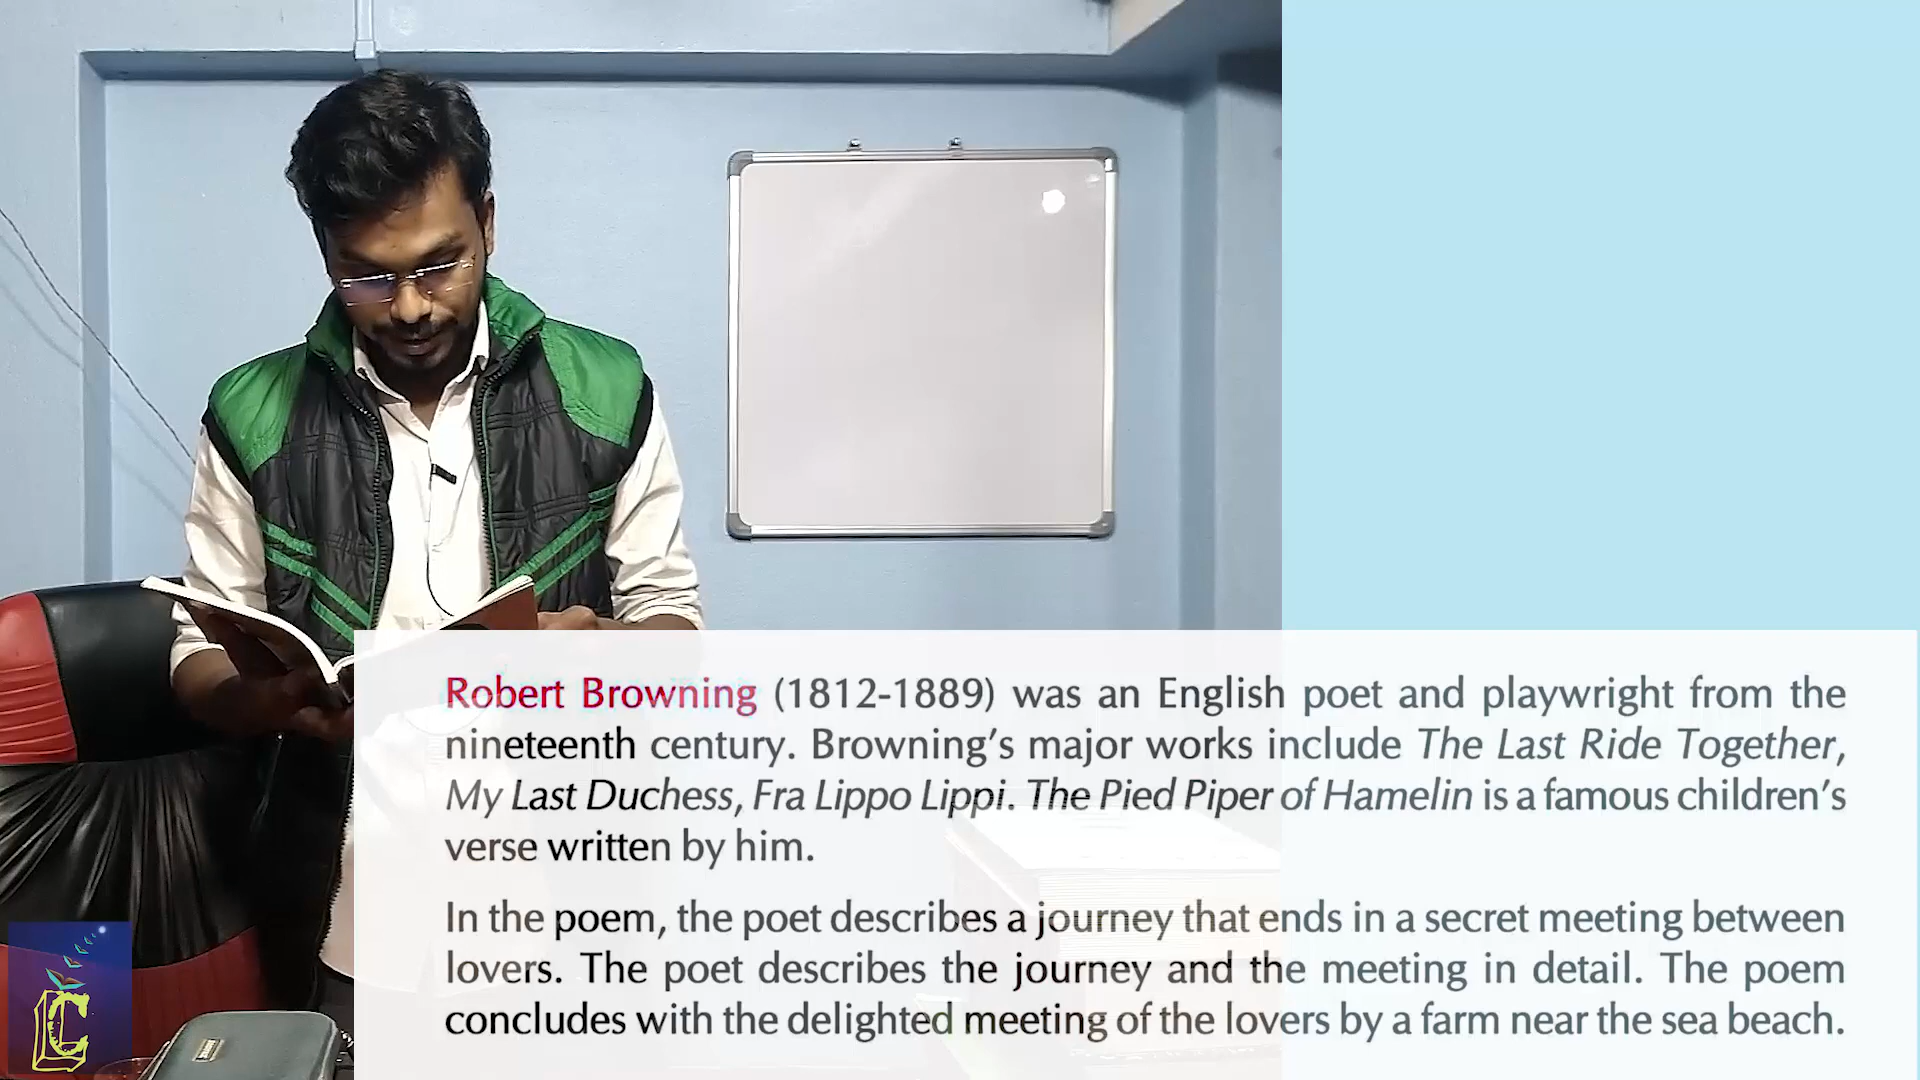 Robert Browning (1812-1889) was an English poet and playwright from the
nineteenth century. Browning's major works include The Last Ride Together,
My Last Duchess, Fra Lippo Lippi. The Pied Piper of Hamelin is a famous children's
verse written by him.
In the poem, the poet describes a journey that ends in a secret meeting between
lovers. The poet describes the journey and the meeting in detail. The poem
concludes with the delighted meeting of the lovers by a farm near the sea beach.